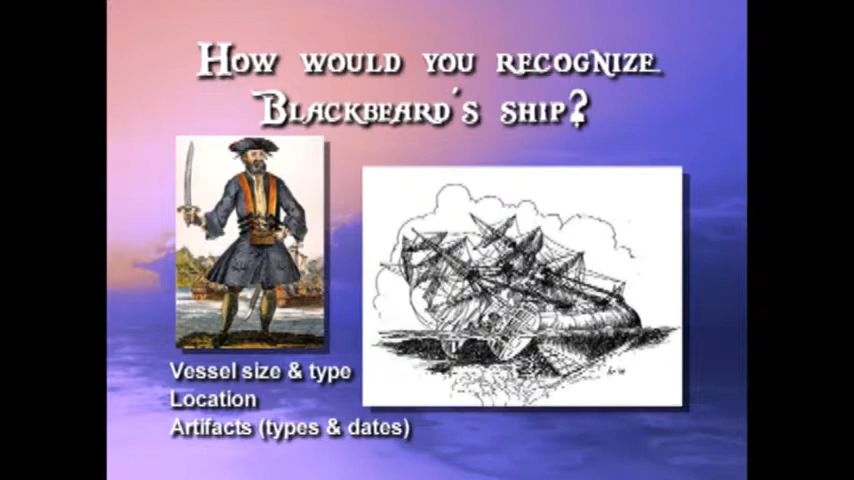 How would you recognize
Blackbeard's ship?
Vessel size & type
Location
Artifacts (types & dates)